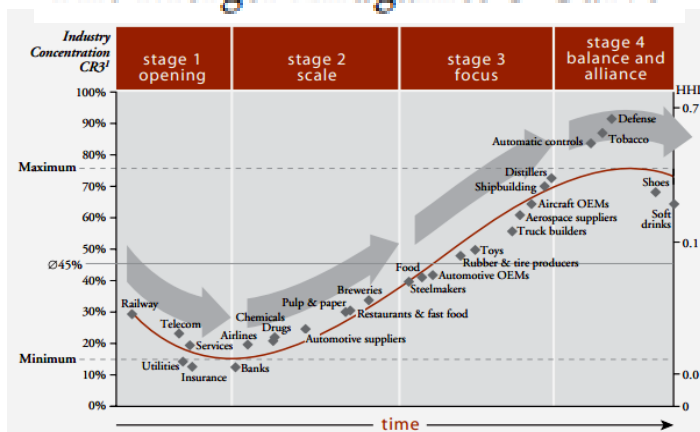 Industry
Concentration
CR3¹
stage 1
opening
stage 2
scale
stage 3
focus
stage 4
balance and
alliance
100%
HHI
0.7
90%
Defense
Tobacco
Automatic controls
80%
Maximum
Distillers
70%
Shipbuilding
Shoes
Aircraft OEMs
60%
Aerospace suppliers
Soft
drinks
Truck builders
50%
Toys
0.1
Ø45%
Rubber & tire producers
Food
40%
Automotive OEMs
Steelmakers
Breweries
Pulp & paper
30%
Railway
Restaurants & fast food
Chemicals
Telecom
Drugs
20%
Airlines
Automotive suppliers
Services
Minimum
Utilities
Banks
10%
0.0
Insurance
0%
0
time